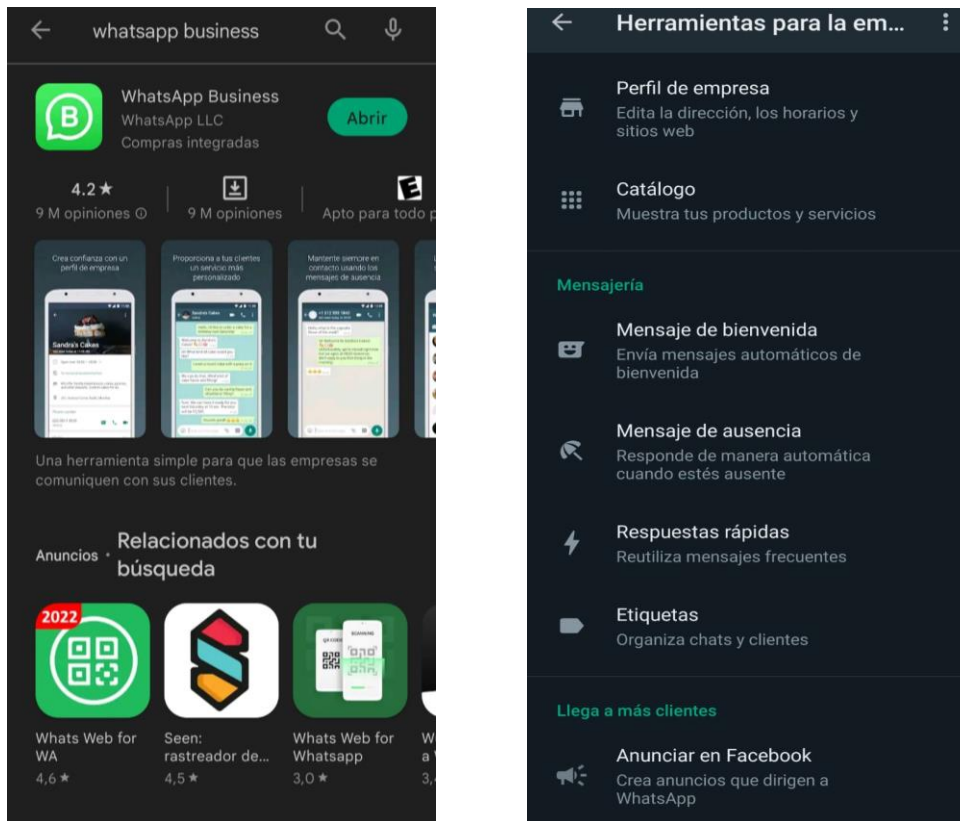 whatsapp business
WhatsApp Business
WhatsApp LLC
Compras integradas
Abrir
4.2★
9 M opiniones
9 M opiniones
E
Apto para todo p
Crea confianza con un
perfil de empresa
Sandra's Cakes
Proporciona a tus clientes
un servicio más
personalizado
Sandra's Cakes
Mantente siempre en
contacto usando los
mensajes de ausencia
Una herramienta simple para que las empresas se
comuniquen con sus clientes.
Anuncios · Relacionados con tu
búsqueda
2022
Whats Web for
WA
4,6 ★
Seen:
rastreador de...
4,5 ★
Whats Web for
Whatsapp
3,0 ★
W
a
3,
Herramientas para la em...
Perfil de empresa
Edita la dirección, los horarios y
sitios web
Catálogo
Muestra tus productos y servicios
Mensajería
Mensaje de bienvenida
Envía mensajes automáticos de
bienvenida
Mensaje de ausencia
Responde de manera automática
cuando estés ausente
Respuestas rápidas
Reutiliza mensajes frecuentes
Etiquetas
Organiza chats y clientes
Llega a más clientes
Anunciar en Facebook
Crea anuncios que dirigen a
WhatsApp